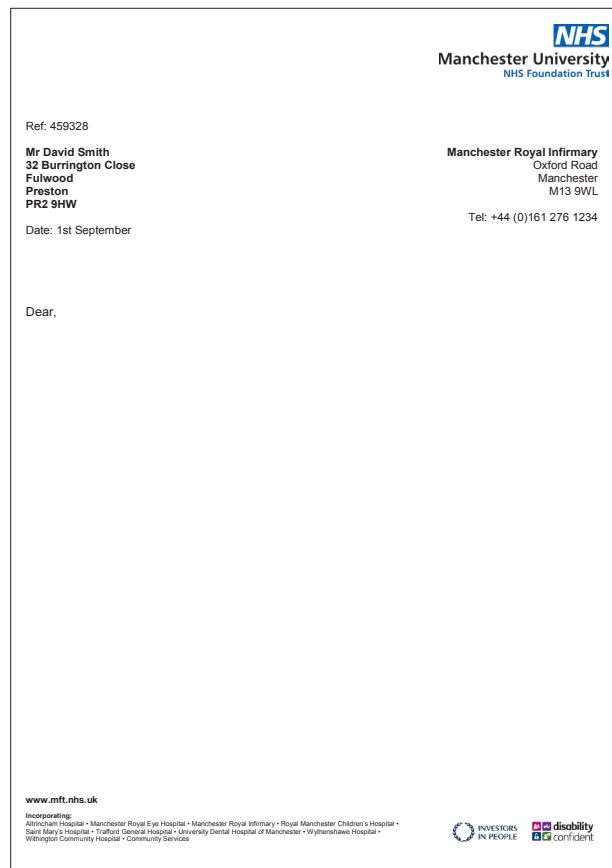 NHS
Manchester University
NHS Foundation Trust
Ref: 459328
Mr David Smith
32 Burrington Close
Fulwood
Preston
PR2 9HW
Date: 1st September
Manchester Royal Infirmary
Oxford Road
Manchester
M13 9WL
Tel: +44 (0)161 276 1234
Dear,
www.mft.nhs.uk
Incorporating:
Altrincham Hospital • Manchester Royal Eye Hospital • Manchester Royal Infirmary • Royal Manchester Children's Hospital •
Saint Mary's Hospital • Trafford General Hospital • University Dental Hospital of Manchester • Wythenshawe Hospital •
Withington Community Hospital • Community Services
INVESTORS
IN PEOPLE
disability
confident